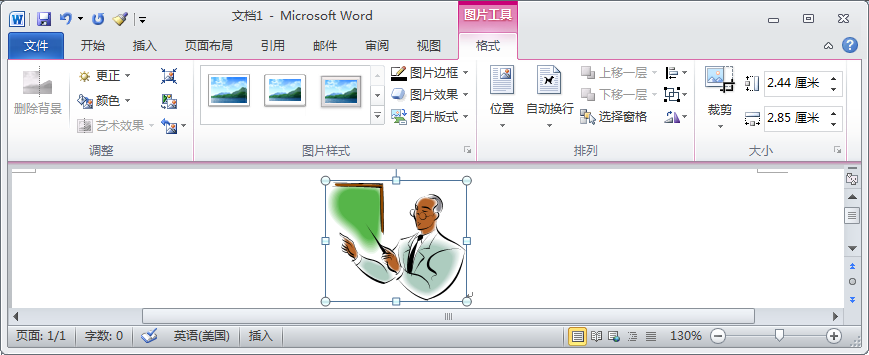 文档1 - Microsoft Word
图片工具
文件 开始 插入 页面布局 引用 邮件 审阅 视图 格式
删除背景
更正
颜色
艺术效果
调整
图片边框
图片效果
图片版式
图片样式
位置
自动换行
上移一层
下移一层
选择窗格
排列
裁剪
2.44 厘米
2.85 厘米
大小
页面: 1/1 字数: 0 英语(美国) 插入 130%